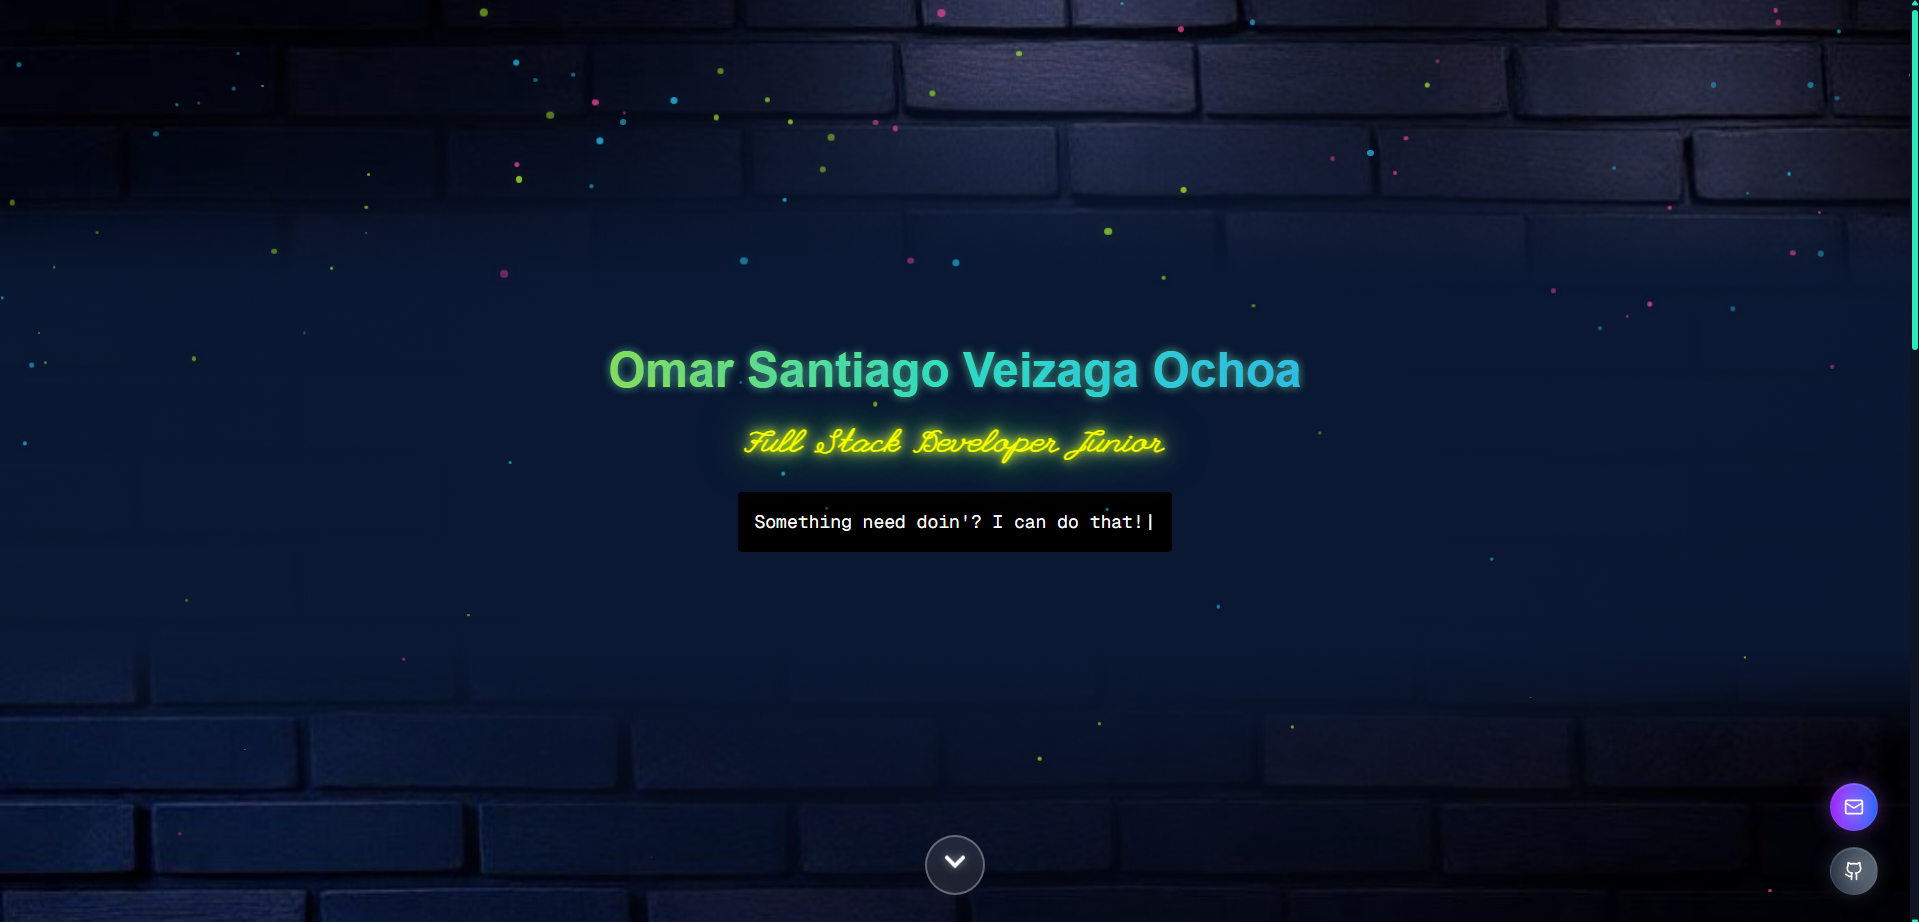 Omar Santiago Veizaga Ochoa
Full Stack Developer Junior
Something need doin'? I can do that!|